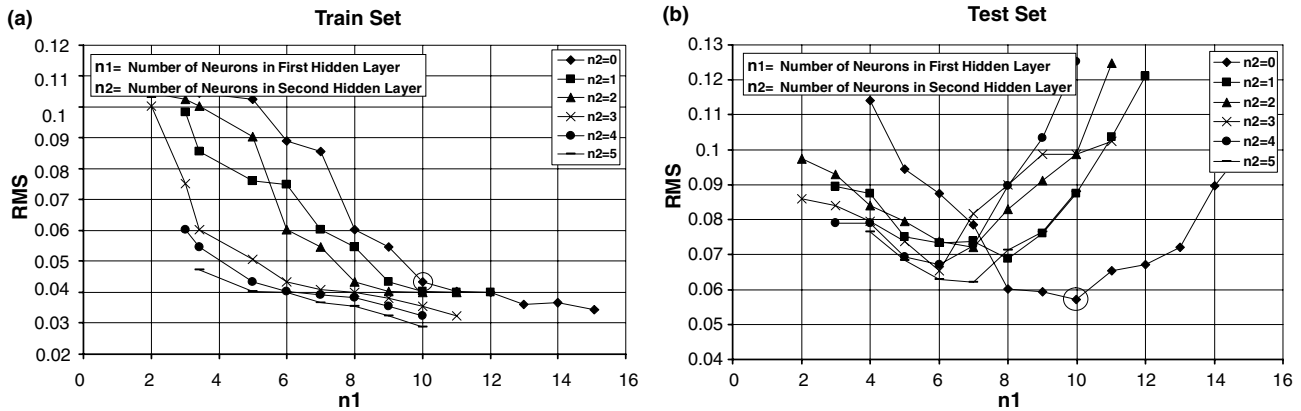 (a)
Train Set
0.12
0.11
0.1
0.09
0.08
0.07
0.06
0.05
0.04
0.03
0.02
RMS
n1= Number of Neurons in First Hidden Layer
n2= Number of Neurons in Second Hidden Layer
n2=0
n2=1
n2=2
n2=3
n2=4
n2=5
0 2 4 6 8 10 12 14 16
n1
(b)
Test Set
0.13
0.12
0.11
0.1
0.09
0.08
0.07
0.06
0.05
0.04
RMS
n1= Number of Neurons in First Hidden Layer
n2= Number of Neurons in Second Hidden Layer
n2=0
n2=1
n2=2
n2=3
n2=4
n2=5
0 2 4 6 8 10 12 14 16
n1